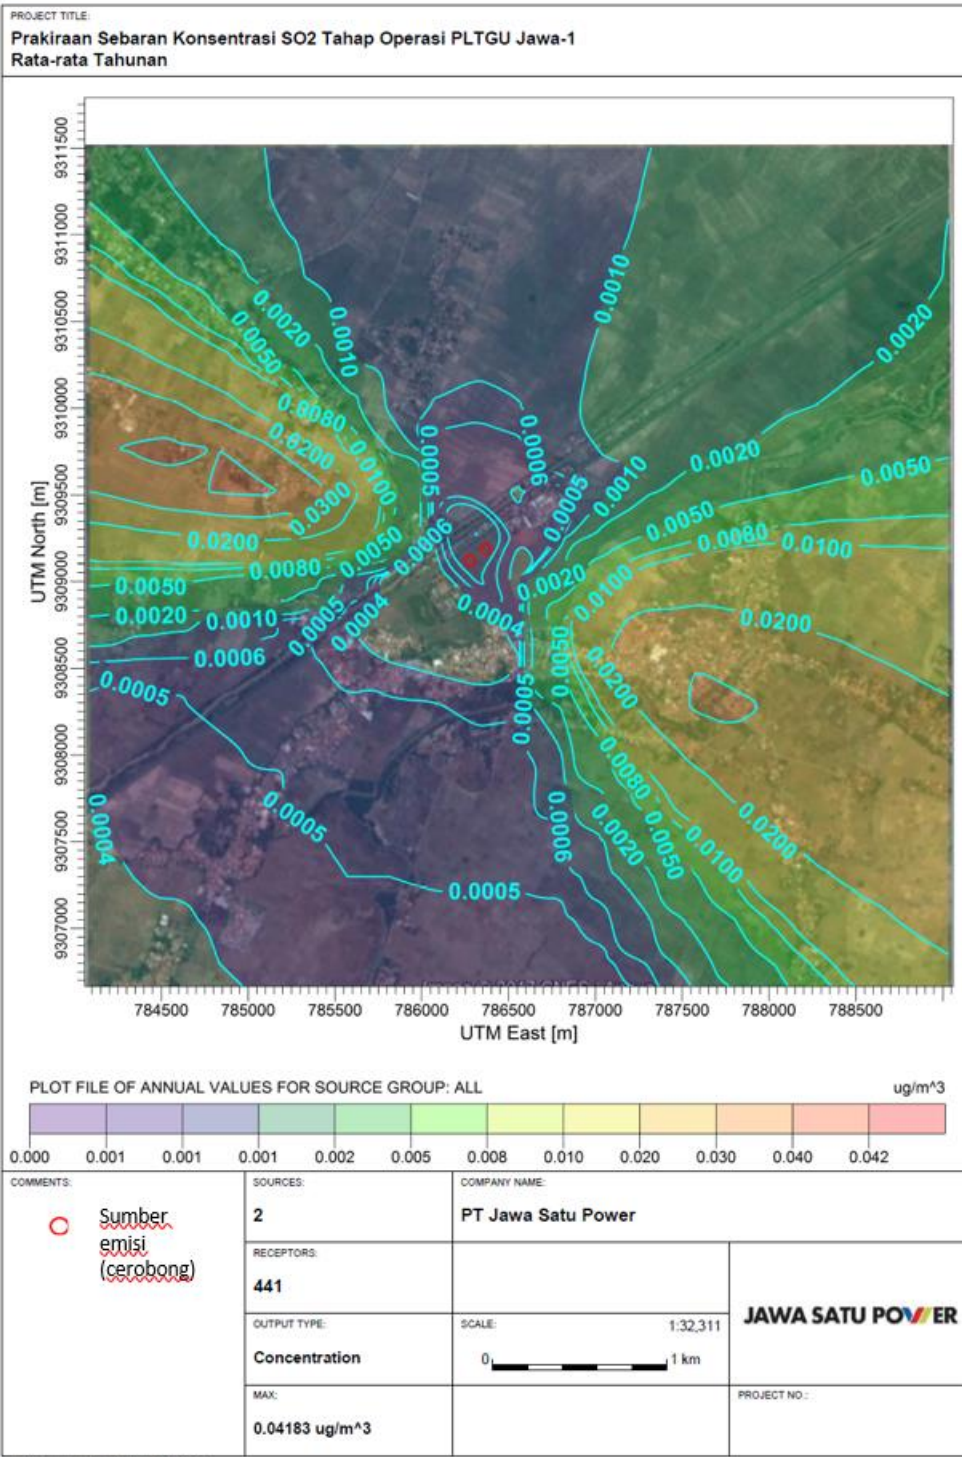 PROJECT TITLE:
Prakiraan Sebaran Konsentrasi SO2 Tahap Operasi PLTGU Jawa-1
Rata-rata Tahunan
UTM North [m]
9311500
9311000
9310500
9310000
9309500
9309000
9308500
9308000
9307500
9307000
0.0010
0.0020
0.0010
0.0020
0.0050
0.0080
0.0200
0.0100
0.0300
0.0005
0.0006
0.0005
0.0010
0.0020
0.0050
0.0050
0.0080
0.0100
0.0200
0.0080
0.0050
0.0006
0.0050
0.0020
0.0010
0.0005
0.0004
0.0004
0.0020
0.0100
0.0200
0.0006
0.0005
0.0050
0.0200
0.0005
0.0004
0.0005
0.0006
0.0080
0.0020
0.0050
0.0100
0.0200
0.0005
784500 785000 785500 786000 786500 787000 787500 788000 788500
UTM East [m]
PLOT FILE OF ANNUAL VALUES FOR SOURCE GROUP: ALL
ug/m^3
0.000 0.001 0.001 0.001 0.002 0.005 0.008 0.010 0.020 0.030 0.040 0.042
COMMENTS:
Sumber
emisi
(cerobong)
SOURCES:
2
COMPANY NAME:
PT Jawa Satu Power
RECEPTORS:
441
OUTPUT TYPE:
Concentration
SCALE: 1:32,311
0 1 km
JAWA SATU POWER
MAX:
0.04183 ug/m^3
PROJECT NO.: